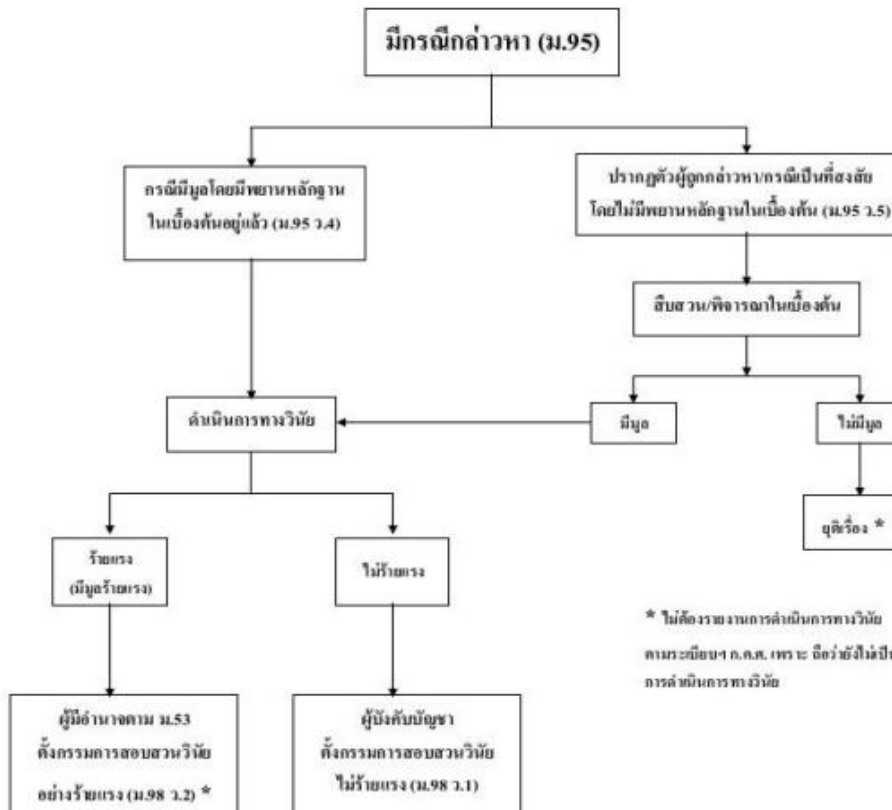 มีกรณีกล่าวหา (ม.95)
กรณีมีมูลโดยมีพยานหลักฐาน
ในเบื้องต้นอยู่แล้ว (ม.95 ว.4)
ปรากฏตัวผู้ถูกกล่าวหา/กรณีเป็นที่สงสัย
โดยไม่มีพยานหลักฐานในเบื้องต้น (ม.95 ว.5)
สืบสวน/พิจารณาในเบื้องต้น
ดำเนินการทางวินัย
มีมูล
ไม่มีมูล
ยุติเรื่อง *
ร้ายแรง
(มีมูลร้ายแรง)
ไม่ร้ายแรง
* ไม่ต้องรายงานการดำเนินการทางวินัย
ตามระเบียบฯ ก.ค.ศ. เพราะ ถือว่ายังไม่เป็น
การดำเนินการทางวินัย
ผู้มีอำนาจตาม ม.53
ตั้งกรรมการสอบสวนวินัย
อย่างร้ายแรง (ม.98 ว.2) *
ผู้บังคับบัญชา
ตั้งกรรมการสอบสวนวินัย
ไม่ร้ายแรง (ม.98 ว.1)